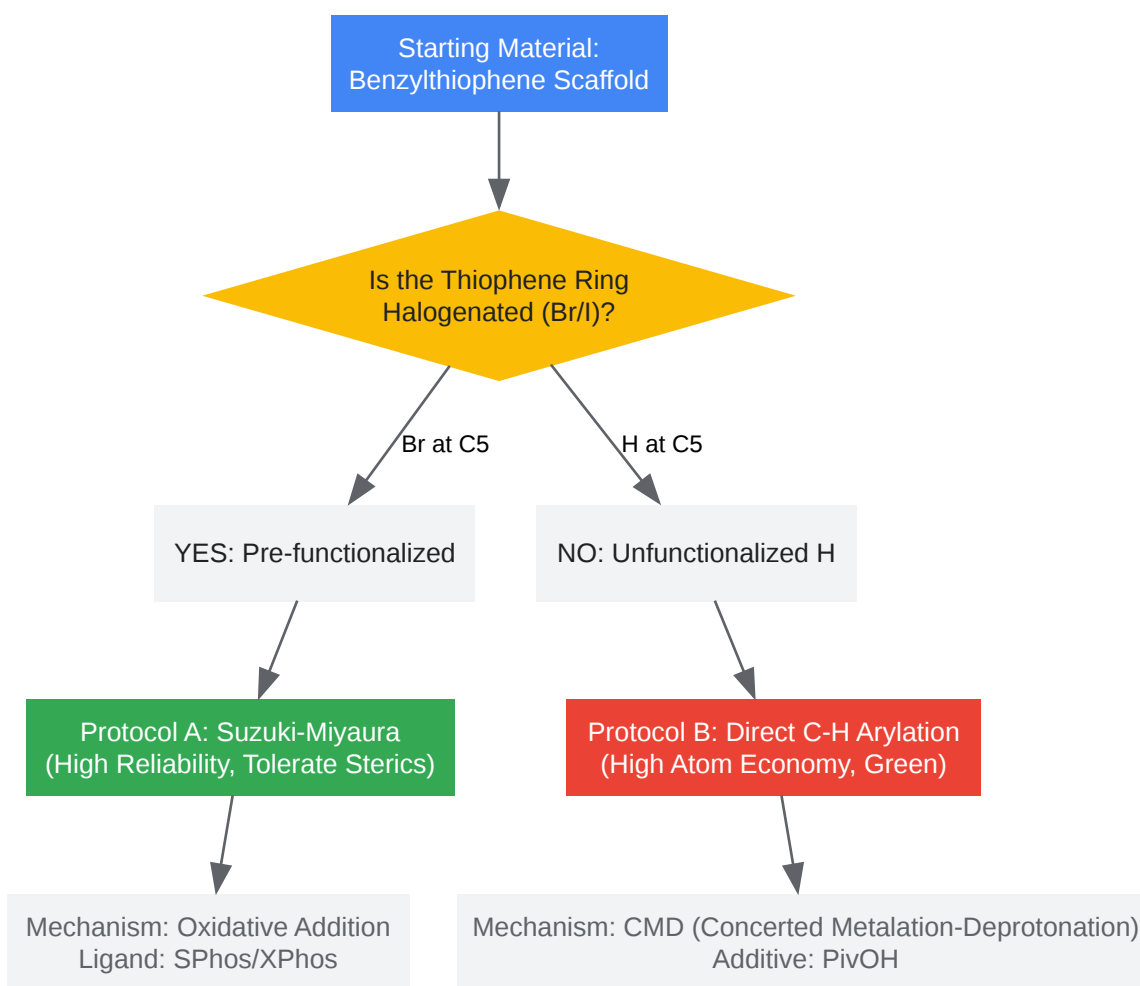 Starting Material:
Benzylthiophene Scaffold
Is the Thiophene Ring
Halogenated (Br/I)?
Br at C5
H at C5
YES: Pre-functionalized
NO: Unfunctionalized H
Protocol A: Suzuki-Miyaura
(High Reliability, Tolerate Sterics)
Protocol B: Direct C-H Arylation
(High Atom Economy, Green)
Mechanism: Oxidative Addition
Ligand: SPhos/XPhos
Mechanism: CMD (Concerted Metalation-Deprotonation)
Additive: PivOH